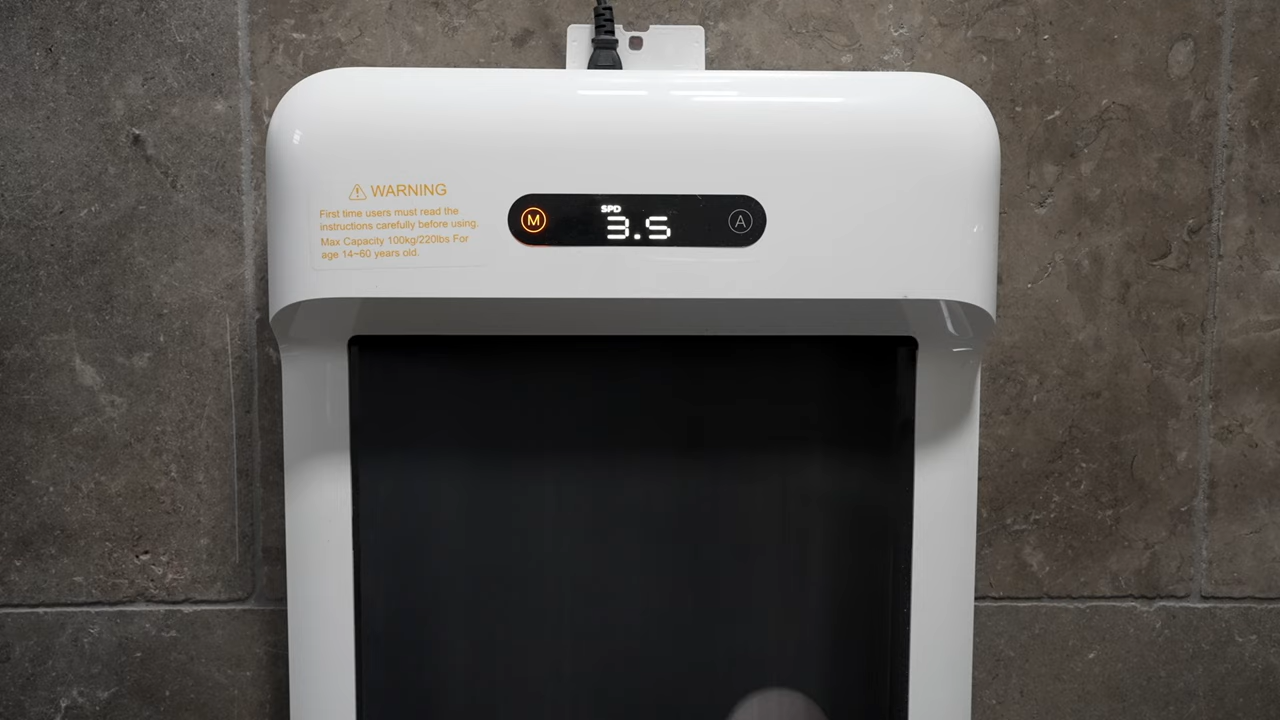 WARNING
First time users must read the
instructions carefully before using.
Max Capacity 100kg/220lbs For
age 14~60 years old.
M
SPD
3.5
A